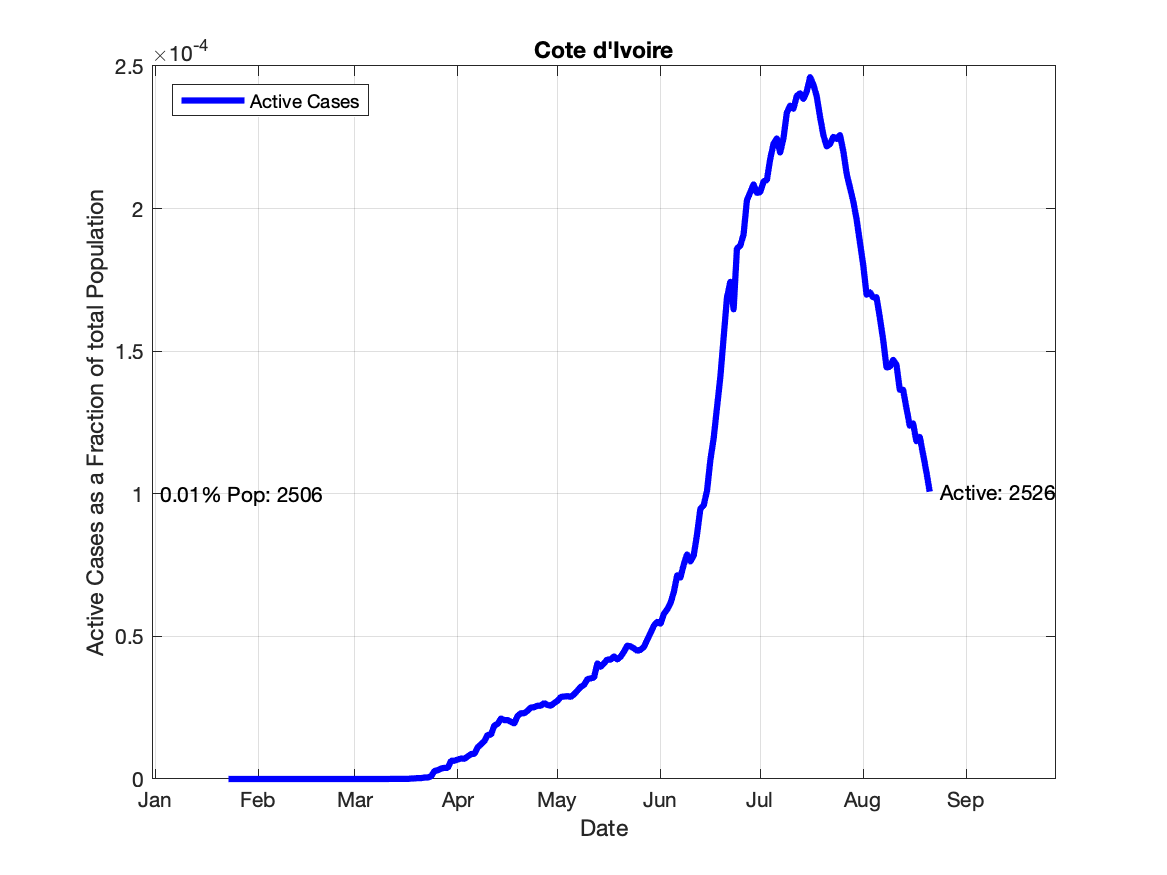 Cote d'Ivoire
×10-4
2.5
2
1.5
1
0.5
0
Active Cases
0.01% Pop: 2506
Active: 2526
Active Cases as a Fraction of total Population
Jan Feb Mar Apr May Jun Jul Aug Sep
Date